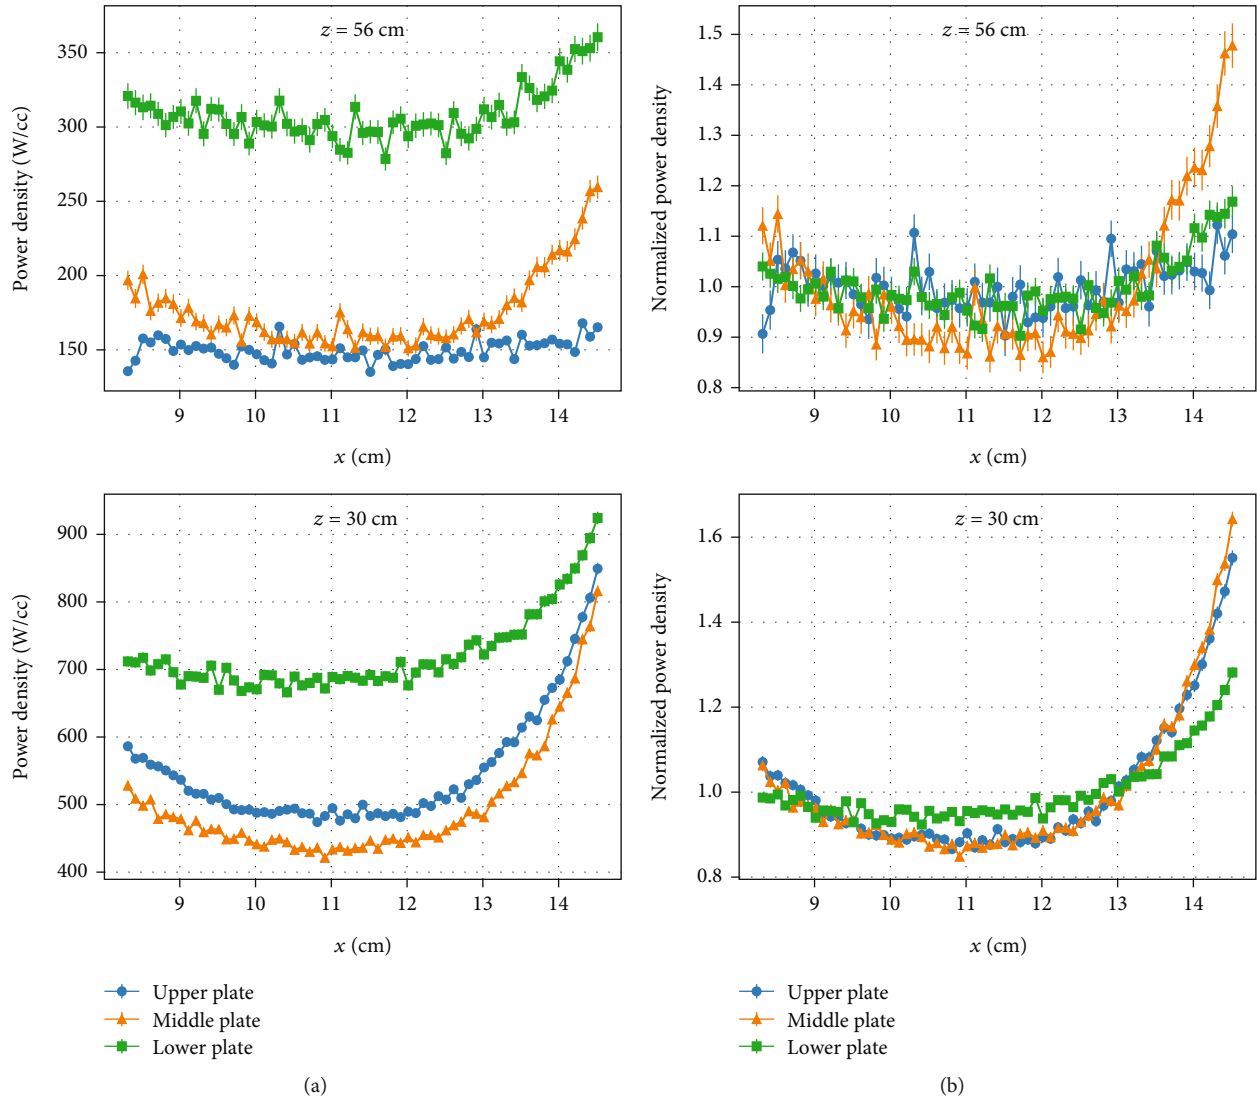 z = 56 cm
350
300
250
200
150
Power density (W/cc)
9 10 11 12 13 14
x (cm)
z = 56 cm
1.5
1.4
1.3
1.2
1.1
1.0
0.9
0.8
Normalized power density
9 10 11 12 13 14
x (cm)
z = 30 cm
900
800
700
600
500
400
Power density (W/cc)
9 10 11 12 13 14
x (cm)
z = 30 cm
1.6
1.4
1.2
1.0
0.8
Normalized power density
9 10 11 12 13 14
x (cm)
Upper plate
Middle plate
Lower plate
(a)
Upper plate
Middle plate
Lower plate
(b)